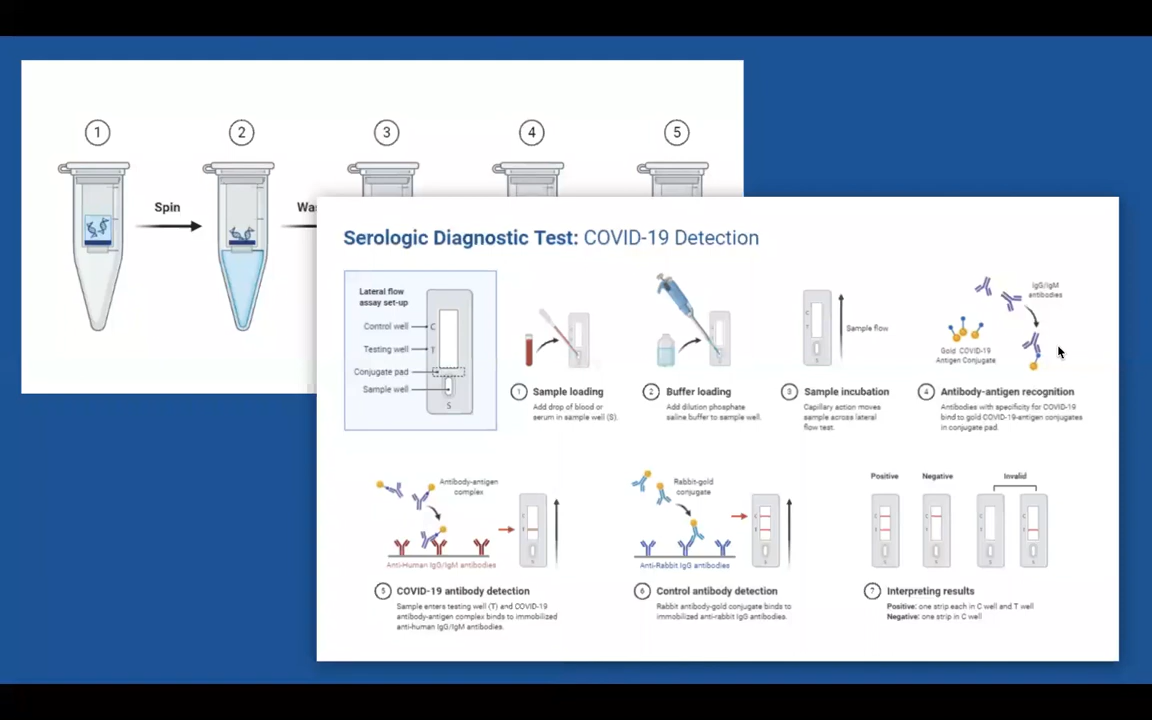 1
2
3
4
5
Spin
Serologic Diagnostic Test: COVID-19 Detection
Lateral flow
assay set-up
Control well
Testing well
Conjugate pad
Sample well
C
T
S
1 Sample loading
Add drop of blood or
serum in sample well (S).
2 Buffer loading
Add dilution phosphate
saline buffer to sample well.
Sample flow
3 Sample incubation
Capillary action moves
sample across lateral
flow test.
IgG/IgM
antibodies
Gold COVID-19
Antigen Conjugate
4 Antibody-antigen recognition
Antibodies with specificity for COVID-19
bind to gold COVID-19-antigen conjugates
in conjugate pad.
Antibody-antigen
complex
Anti-Human IgG/IgM antibodies
5 COVID-19 antibody detection
Sample enters testing well (T) and COVID-19
antibody-antigen complex binds to immobilized
anti-human IgG/IgM antibodies.
Rabbit-gold
conjugate
Anti-Rabbit IgG antibodies
6 Control antibody detection
Rabbit antibody-gold conjugate binds to
immobilized anti-rabbit IgG antibodies.
Positive Negative Invalid
7 Interpreting results
Positive: one strip each in C well and T well
Negative: one strip in C well